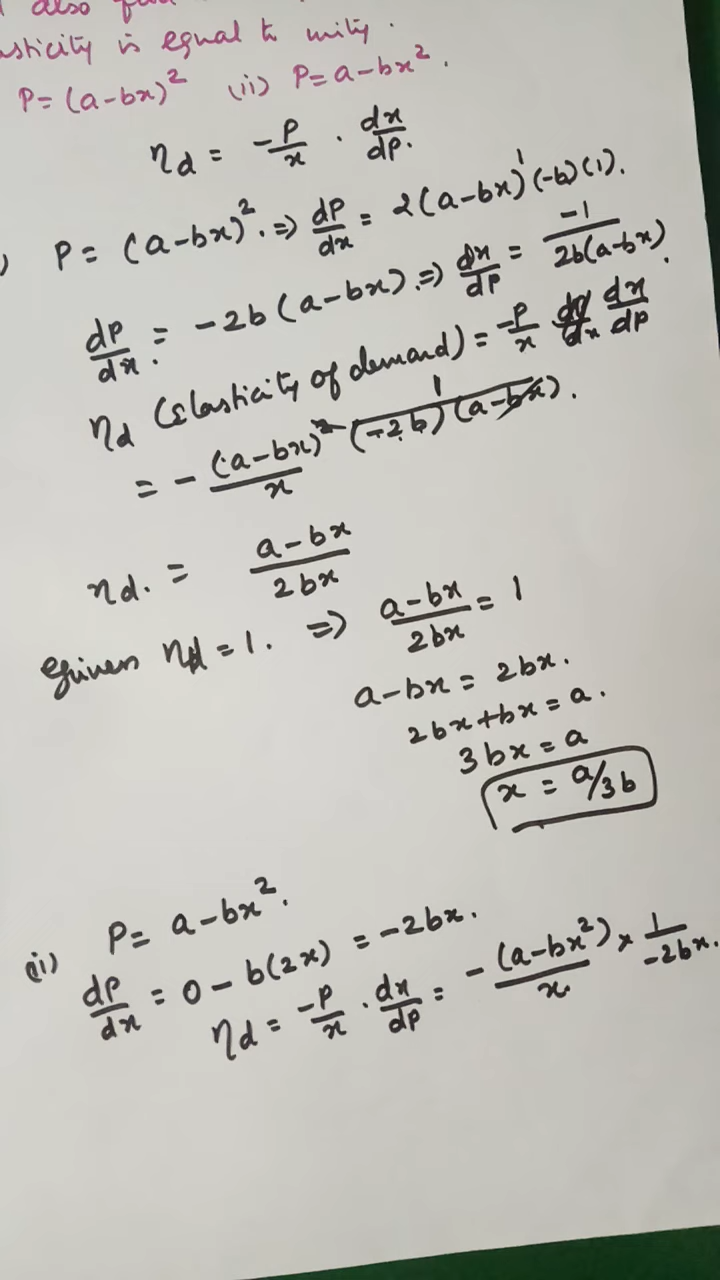 also
is equal to unity.
P=(a-bx)² (ii) P=a-bx².
ηd = -P/x . dx/dp.
) P = (a-bx)². ⇒ dP/dx = 2(a-bx)¹(-b)(1).
dP/dx = -2b(a-bx). ⇒ dx/dP = -1/2b(a-bx).
ηd (Elasticity of demand) = -P/x dx/dP
= - (a-bx)²/x 1/(-2b)(a-bx).
ηd. = a-bx/2bx
Given ηd = 1. ⇒ a-bx/2bx = 1
a-bx = 2bx.
2bx+bx = a.
3bx = a
x = a/3b
(ii) P = a-bx².
dP/dx = 0 - b(2x) = -2bx.
ηd = -P/x . dx/dP = - (a-bx²)/x × 1/-2bx.